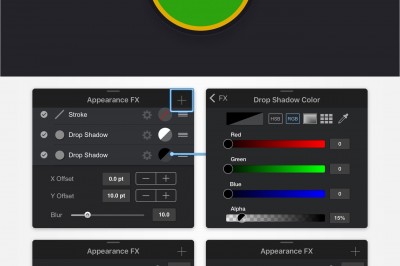 Appearance FX
Stroke
Drop Shadow
Drop Shadow
X Offset 0.0 pt
Y Offset 10.0 pt
Blur 10.0
FX
Drop Shadow Color
HSB RGB
Red
0
Green
0
Blue
0
Alpha
15%
Appearance FX
Appearance FX